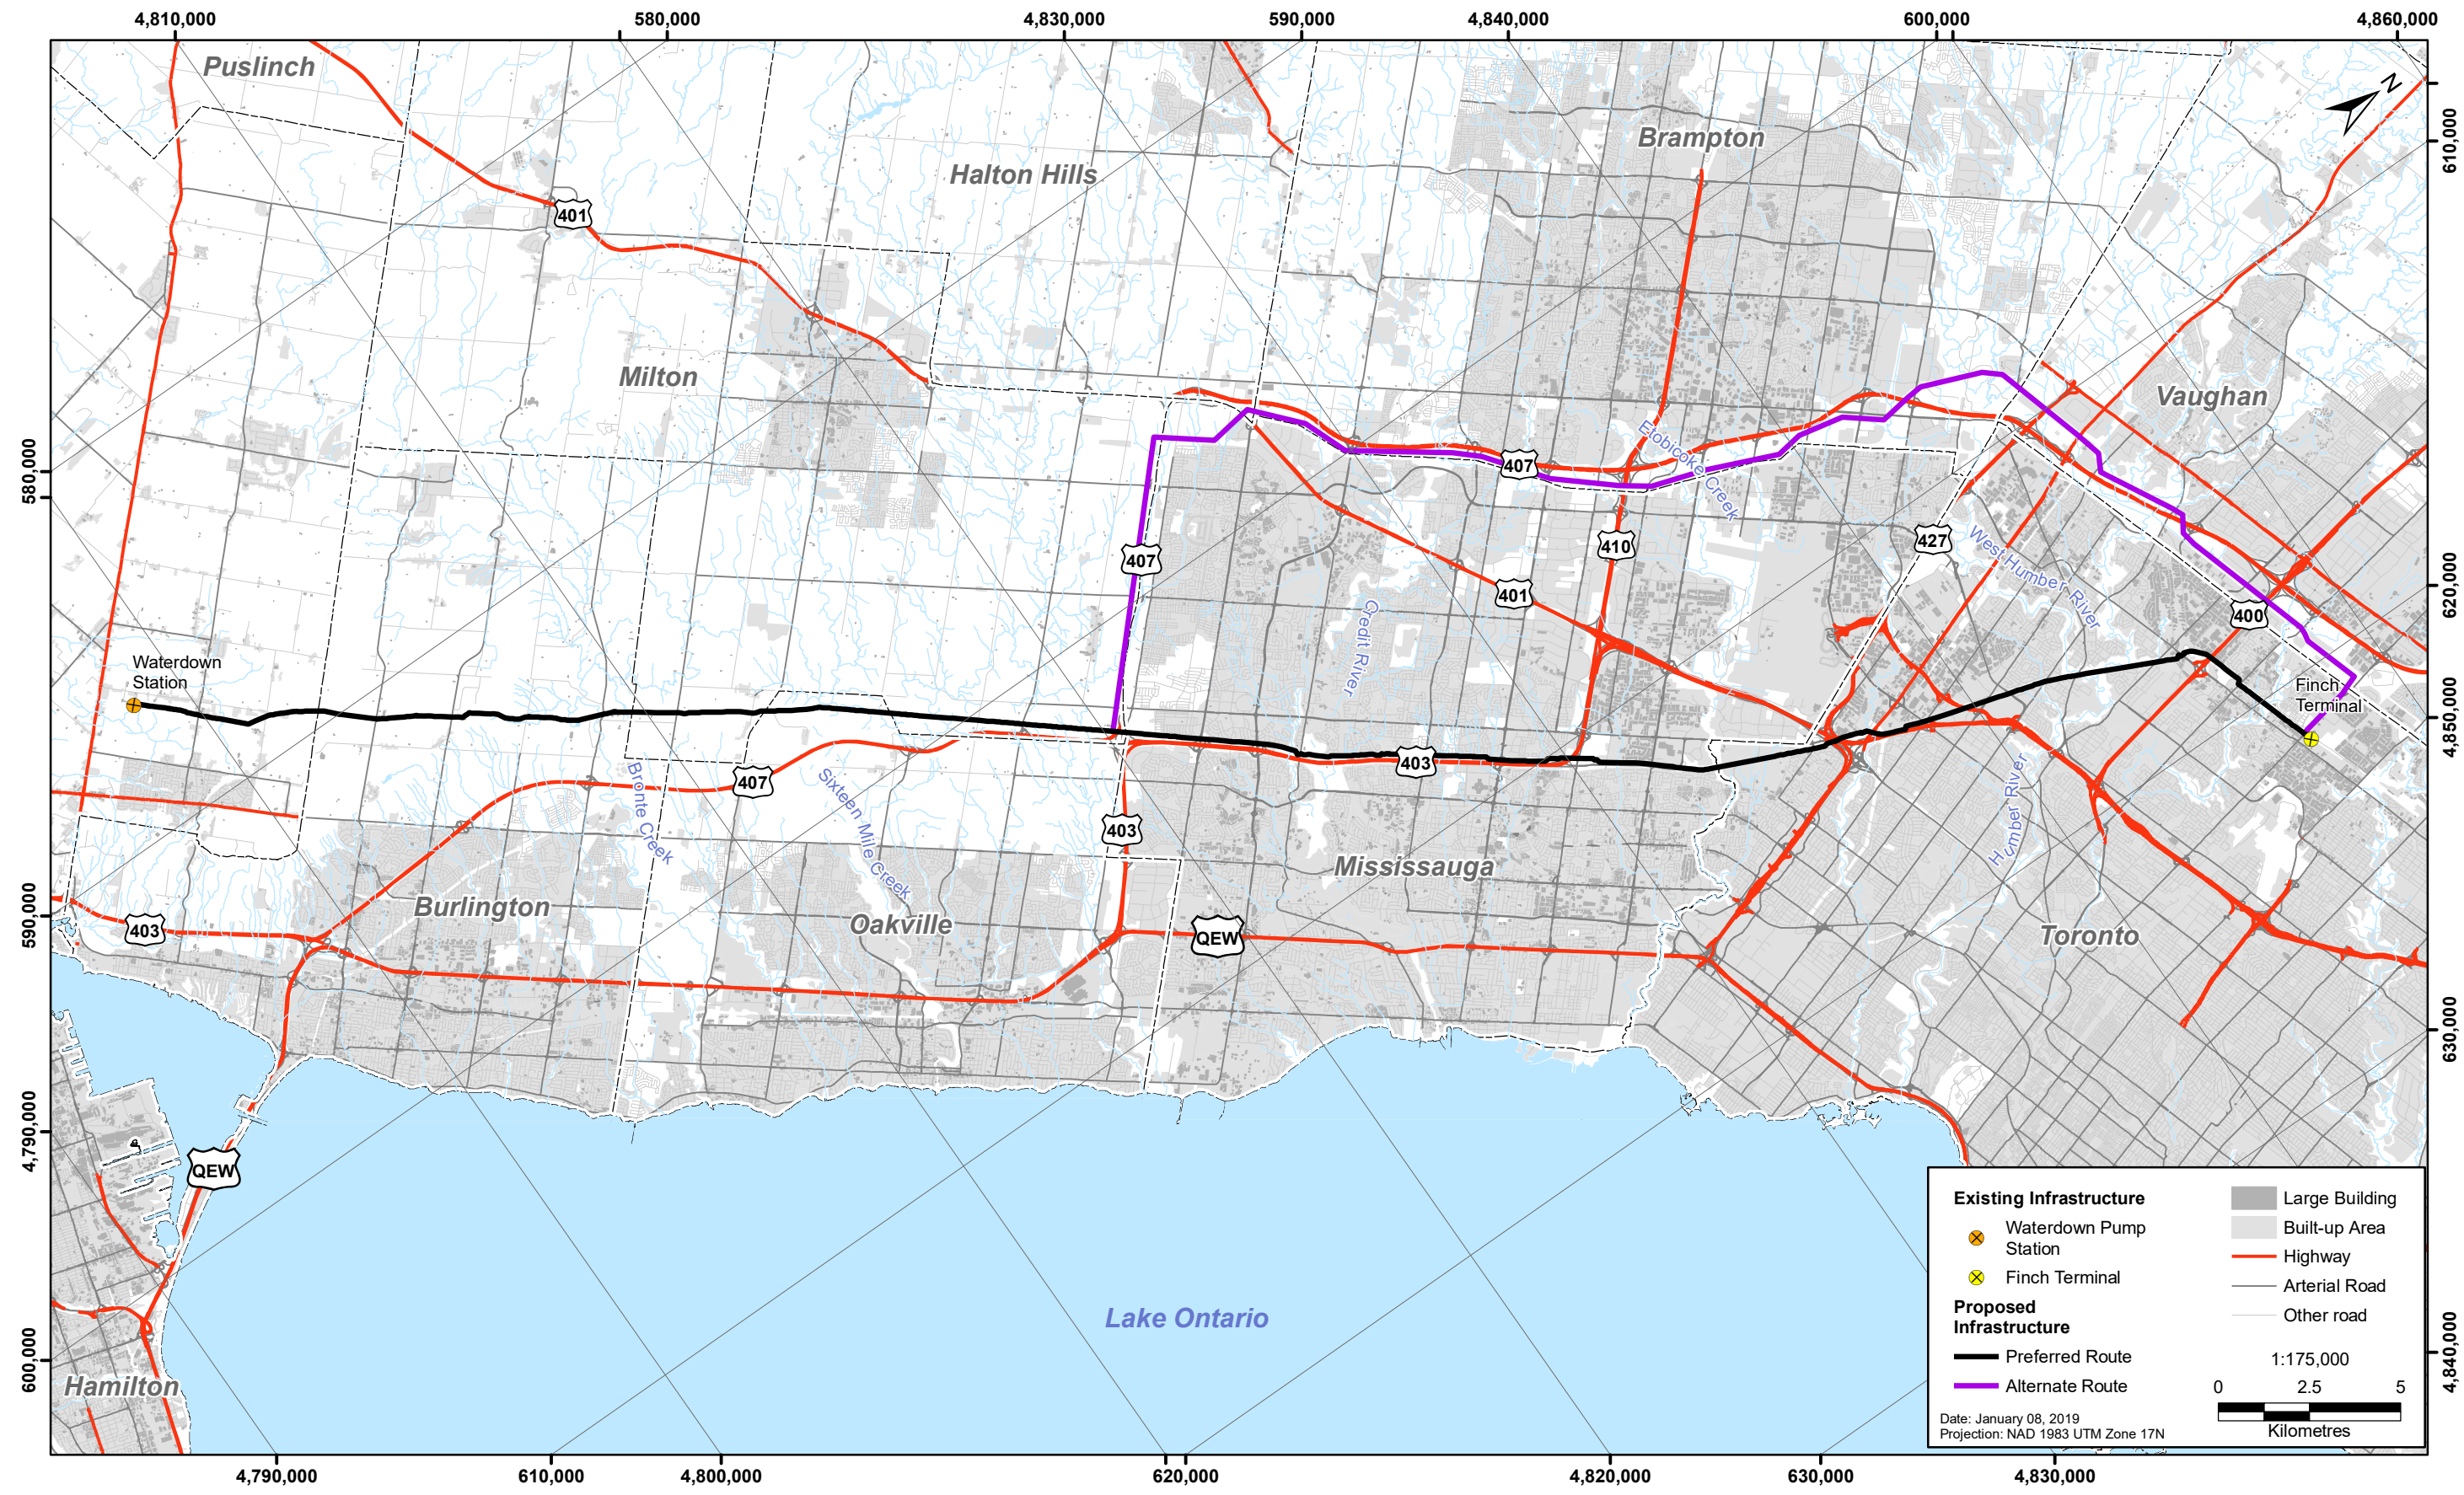 4,810,000
580,000
4,830,000
590,000
4,840,000
600,000
4,860,000
Puslinch
N
Brampton
610,000
Halton Hills
401
Milton
Vaughan
Etobicoke Creek
407
580,000
407
410
427
West Humber River
401
620,000
400
Credit River
Waterdown
Station
Finch
Terminal
4,850,000
403
407
Bronte Creek
Sixteen Mile Creek
Humber River
403
Mississauga
Burlington
Oakville
403
QEW
Toronto
590,000
630,000
4,790,000
QEW
Lake Ontario
600,000
Hamilton
4,840,000
Existing Infrastructure
Waterdown Pump
Station
Finch Terminal
Proposed
Infrastructure
Preferred Route
Alternate Route
Date: January 08, 2019
Projection: NAD 1983 UTM Zone 17N
Large Building
Built-up Area
Highway
Arterial Road
Other road
1:175,000
0 2.5 5
Kilometres
4,790,000
610,000
4,800,000
620,000
4,820,000
630,000
4,830,000